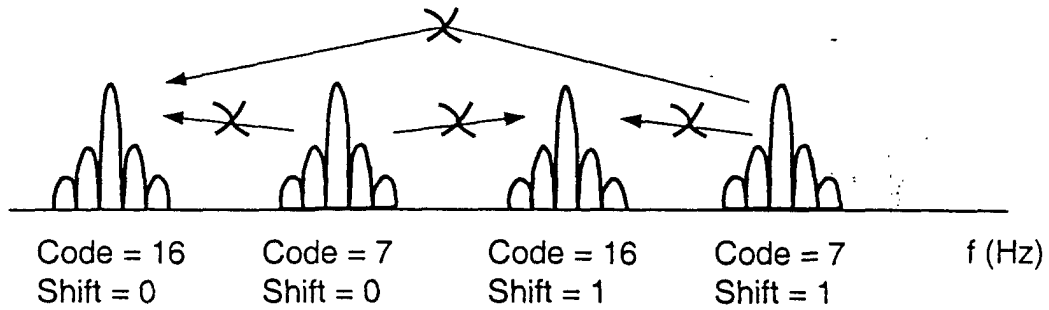 Code = 16 Code = 7 Code = 16 Code = 7 f (Hz)
Shift = 0 Shift = 0 Shift = 1 Shift = 1